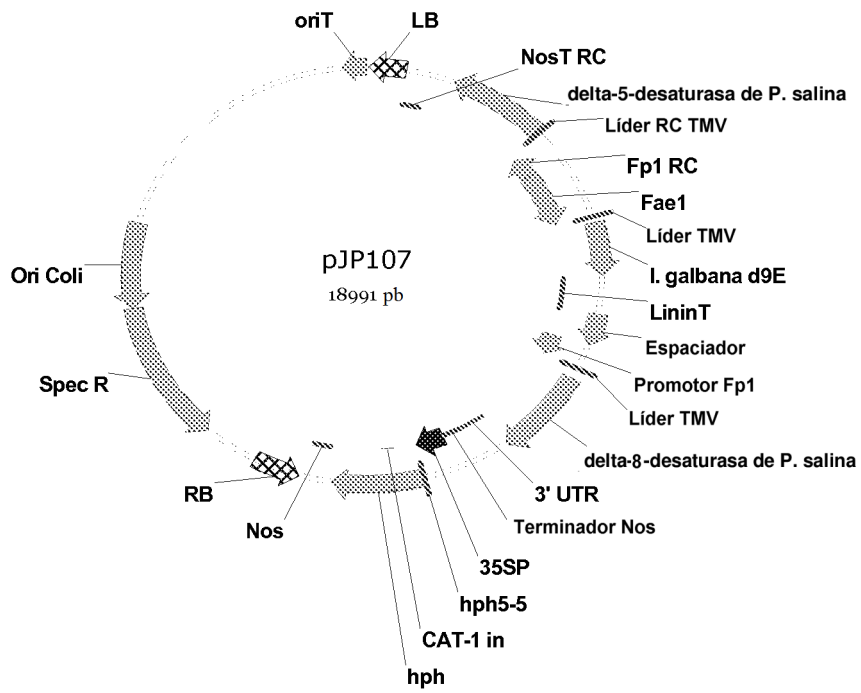 oriT
LB
NosT RC
delta-5-desaturasa de P. salina
Líder RC TMV
Fp1 RC
Fae1
Líder TMV
I. galbana d9E
LininT
Espaciador
Promotor Fp1
Líder TMV
delta-8-desaturasa de P. salina
3' UTR
Terminador Nos
35SP
hph5-5
CAT-1 in
hph
Nos
RB
Spec R
Ori Coli
pJP107
18991 pb